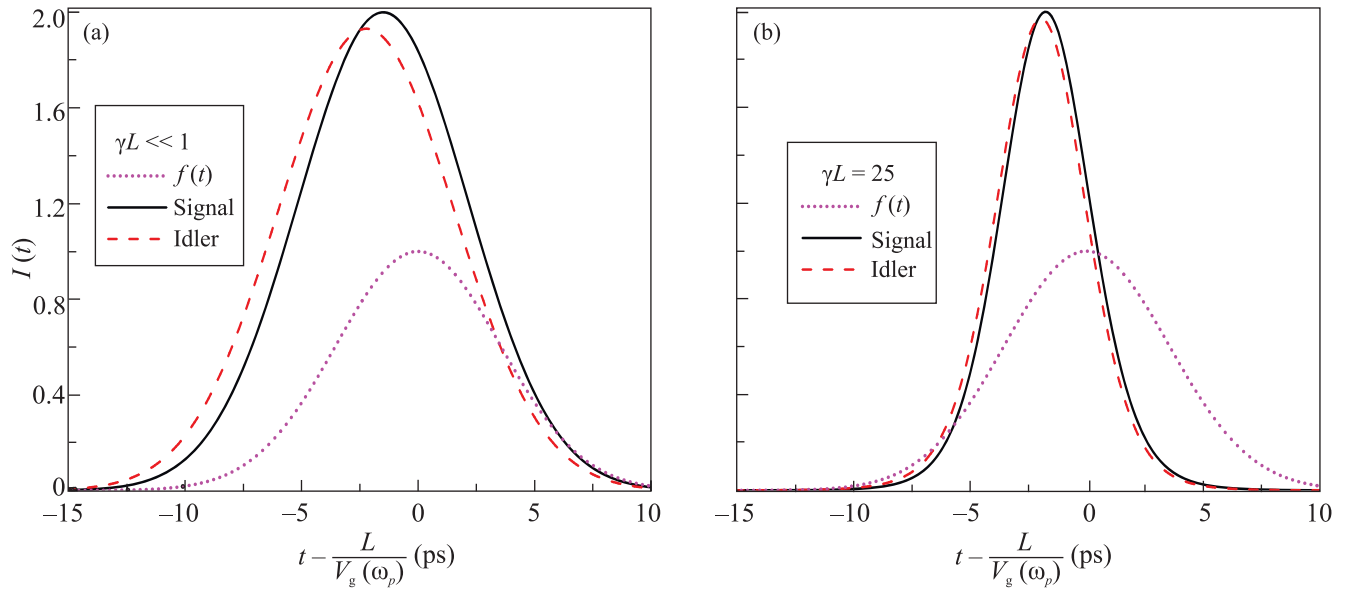 (a)
2.0
1.6
1.2
0.8
0.4
0
I (t)
γL << 1
f (t)
Signal
Idler
–15 –10 –5 0 5 10
t – L / V_g (ω_p) (ps)
(b)
γL = 25
f (t)
Signal
Idler
–15 –10 –5 0 5 10
t – L / V_g (ω_p) (ps)